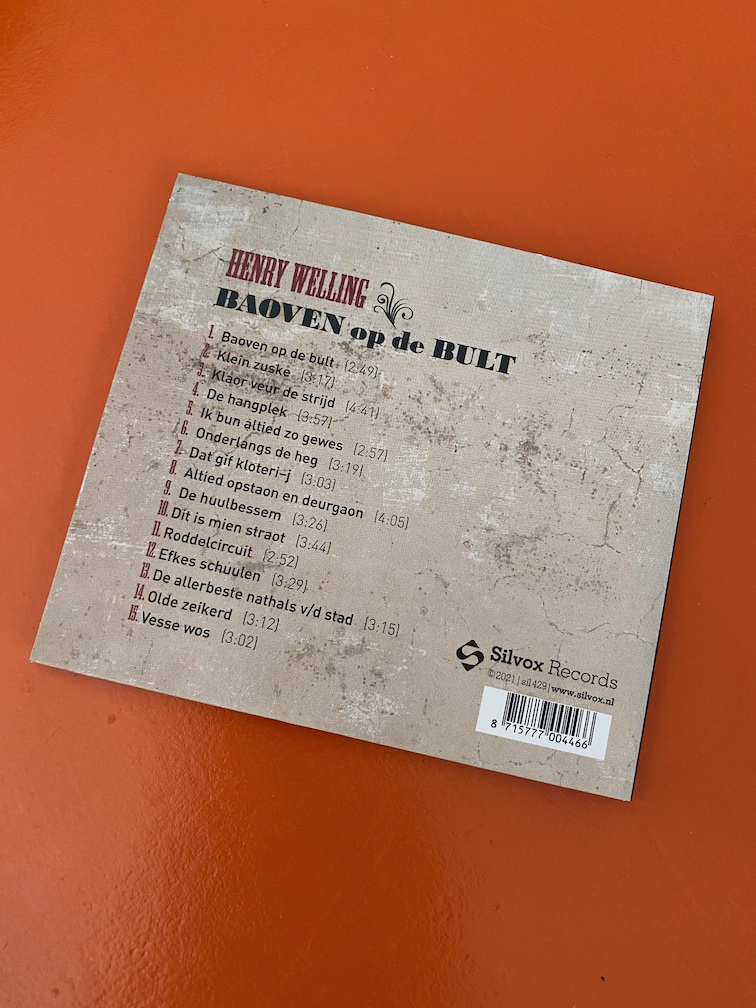 HENRY WELLING
BAOVEN op de BULT
1. Baoven op de bult (2:49)
2. Klein zuske (3:17)
3. Klaor veur de strijd (4:41)
4. De hangplek (3:57)
5. Ik bun altied zo gewes (2:57)
6. Onderlangs de heg (3:19)
7. Dat gif kloteri-j (3:03)
8. Altied opstaon en deurgaon (4:05)
9. De huulbessem (3:26)
10. Dit is mien straot (3:44)
11. Roddelcircuit (2:52)
12. Efkes schuulen (3:29)
13. De allerbeste nathals v/d stad (3:15)
14. Olde zeikerd (3:12)
15. Vesse wos (3:02)
Silvox Records
©2021 | sil429 | www.silvox.nl
8 715777 004466